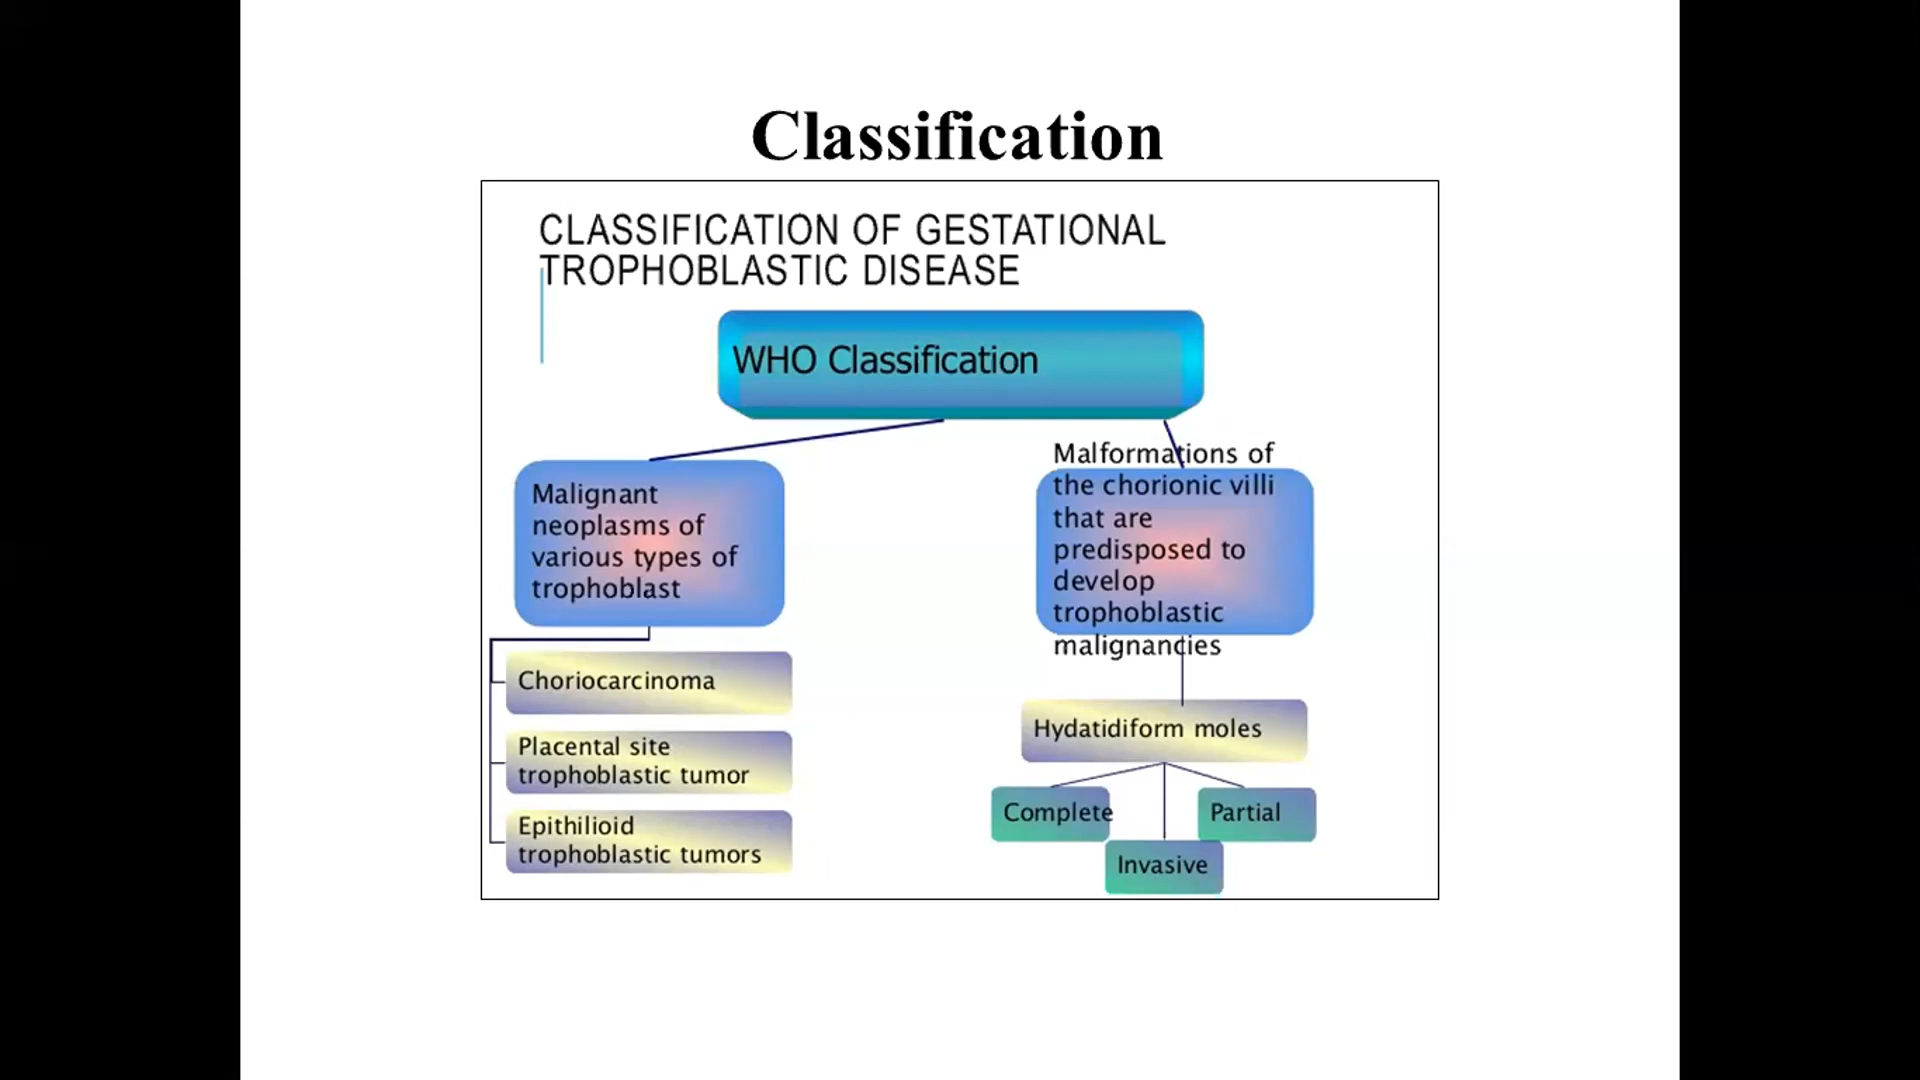 Classification
CLASSIFICATION OF GESTATIONAL
TROPHOBLASTIC DISEASE
WHO Classification
Malignant
neoplasms of
various types of
trophoblast
Choriocarcinoma
Placental site
trophoblastic tumor
Epithilioid
trophoblastic tumors
Malformations of
the chorionic villi
that are
predisposed to
develop
trophoblastic
malignancies
Hydatidiform moles
Complete
Partial
Invasive